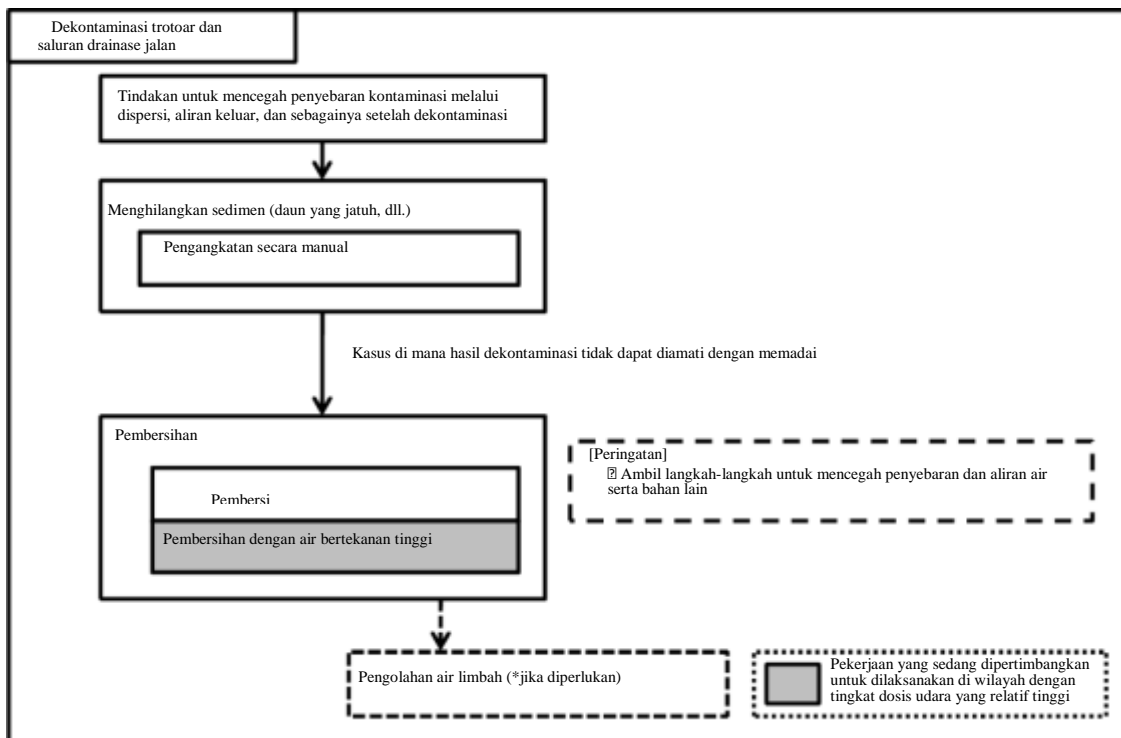 Dekontaminasi trotoar dan
saluran drainase jalan
Tindakan untuk mencegah penyebaran kontaminasi melalui
dispersi, aliran keluar, dan sebagainya setelah dekontaminasi
Menghilangkan sedimen (daun yang jatuh, dll.)
Pengangkatan secara manual
Kasus di mana hasil dekontaminasi tidak dapat diamati dengan memadai
Pembersihan
Pembersi
Pembersihan dengan air bertekanan tinggi
[Peringatan]
⍰ Ambil langkah-langkah untuk mencegah penyebaran dan aliran air
serta bahan lain
Pengolahan air limbah (*jika diperlukan)
Pekerjaan yang sedang dipertimbangkan
untuk dilaksanakan di wilayah dengan
tingkat dosis udara yang relatif tinggi